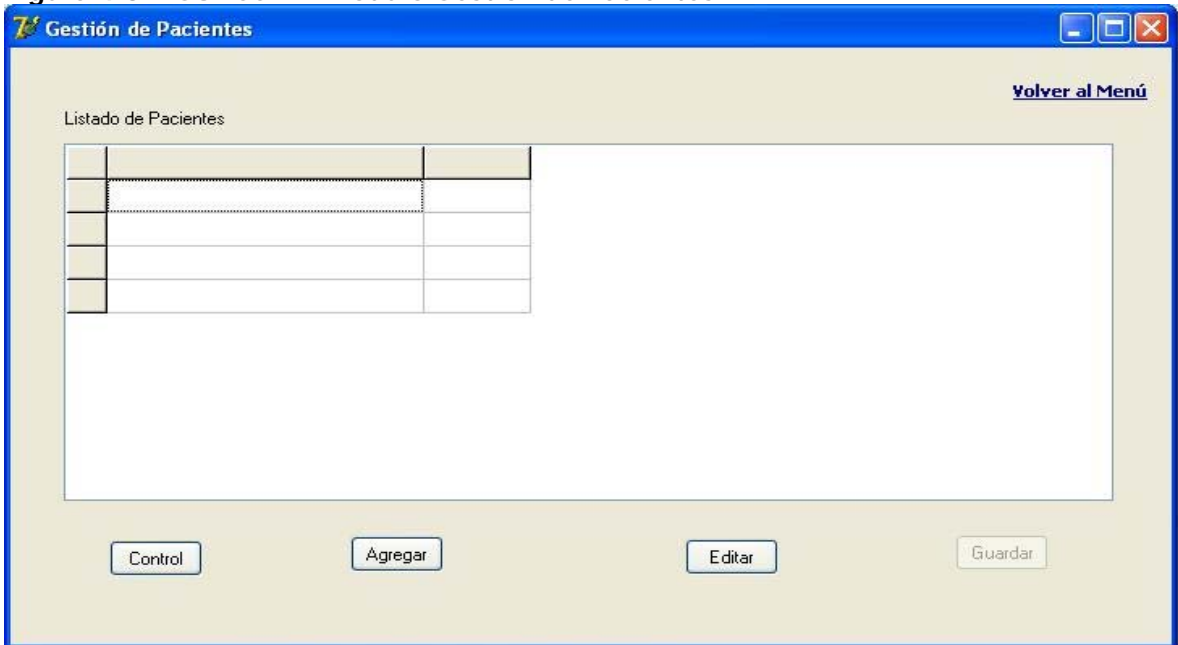 Gestión de Pacientes
Volver al Menú
Listado de Pacientes
Control
Agregar
Editar
Guardar